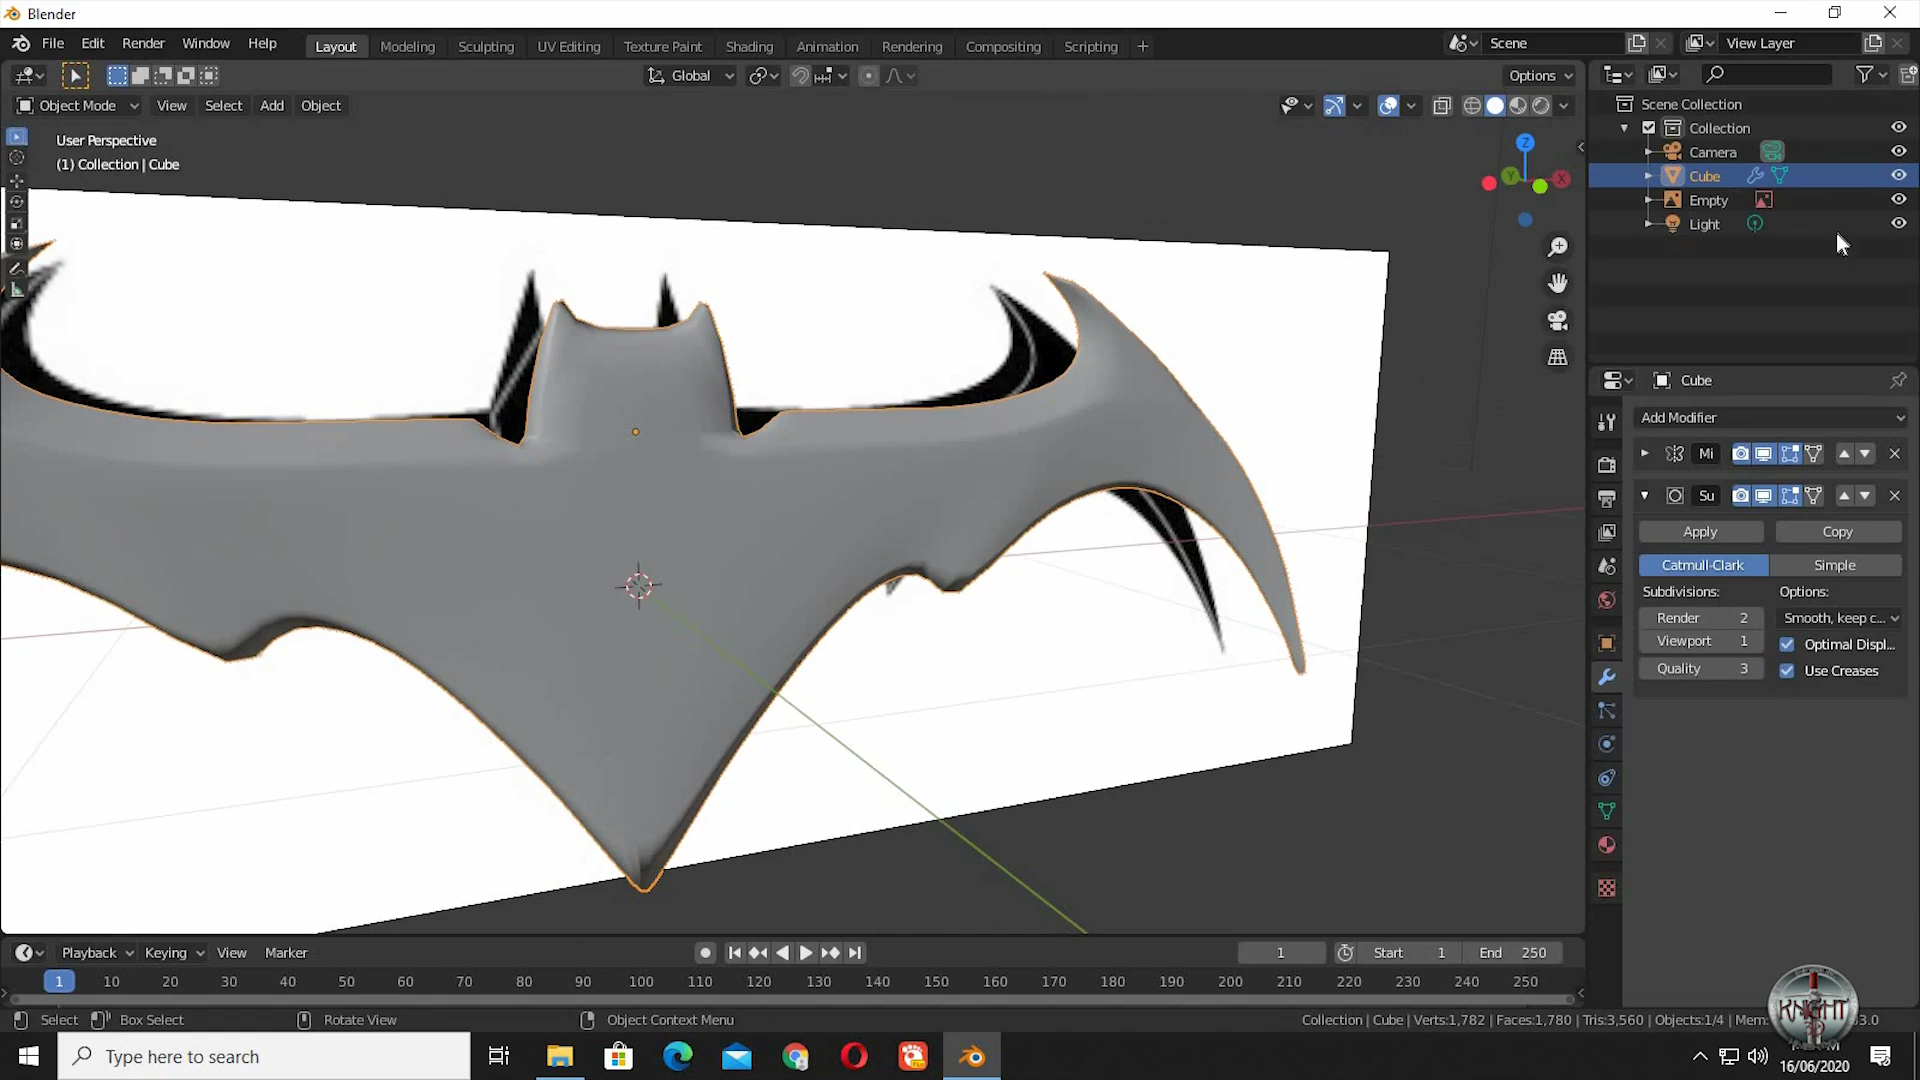 Blender
File Edit Render Window Help Layout Modeling Sculpting UV Editing Texture Paint Shading Animation Rendering Compositing Scripting + Scene View Layer
Global Options
Object Mode View Select Add Object
User Perspective
(1) Collection | Cube
Z
Y
X
Scene Collection
Collection
Camera
Cube
Empty
Light
Cube
Add Modifier
Mi
Su
Apply Copy
Catmull-Clark Simple
Subdivisions: Options:
Render 2 Smooth, keep c...
Viewport 1 Optimal Displ...
Quality 3 Use Creases
Playback Keying View Marker 1 Start 1 End 250
1 10 20 30 40 50 60 70 80 90 100 110 120 130 140 150 160 170 180 190 200 210 220 230 240 250
Select Box Select Rotate View Object Context Menu Collection | Cube | Verts:1,782 | Faces:1,780 | Tris:3,560 | Objects:1/4 | Mem:
KNIGHT
Type here to search
16/06/2020